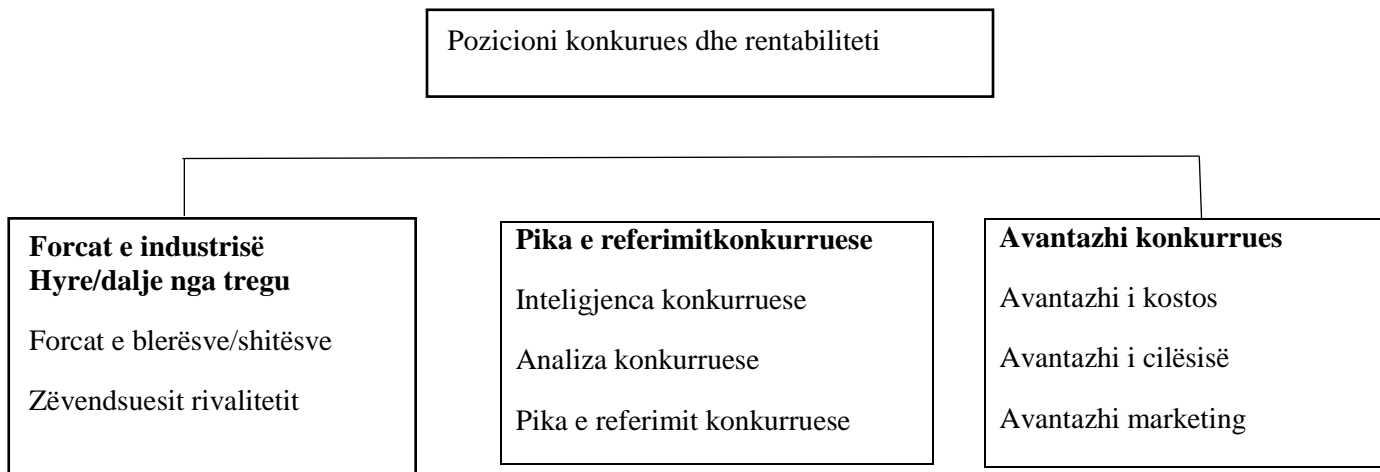 Pozicioni konkurues dhe rentabiliteti
Forcat e industrisë
Hyre/dalje nga tregu
Forcat e blerësve/shitësve
Zëvendsuesit rivalitetit
Pika e referimitkonkurruese
Inteligjenca konkurruese
Analiza konkurruese
Pika e referimit konkurruese
Avantazhi konkurrues
Avantazhi i kostos
Avantazhi i cilësisë
Avantazhi marketing